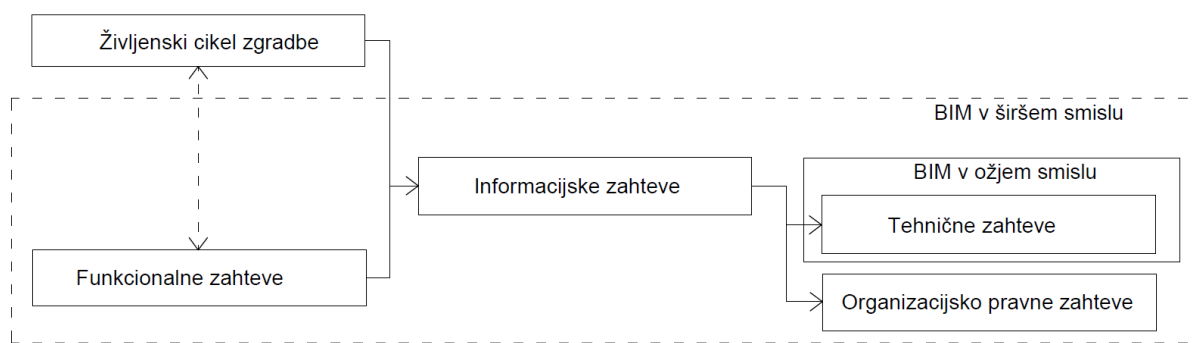 Življenski cikel zgradbe
BIM v širšem smislu
BIM v ožjem smislu
Informacijske zahteve
Tehnične zahteve
Funkcionalne zahteve
Organizacijsko pravne zahteve